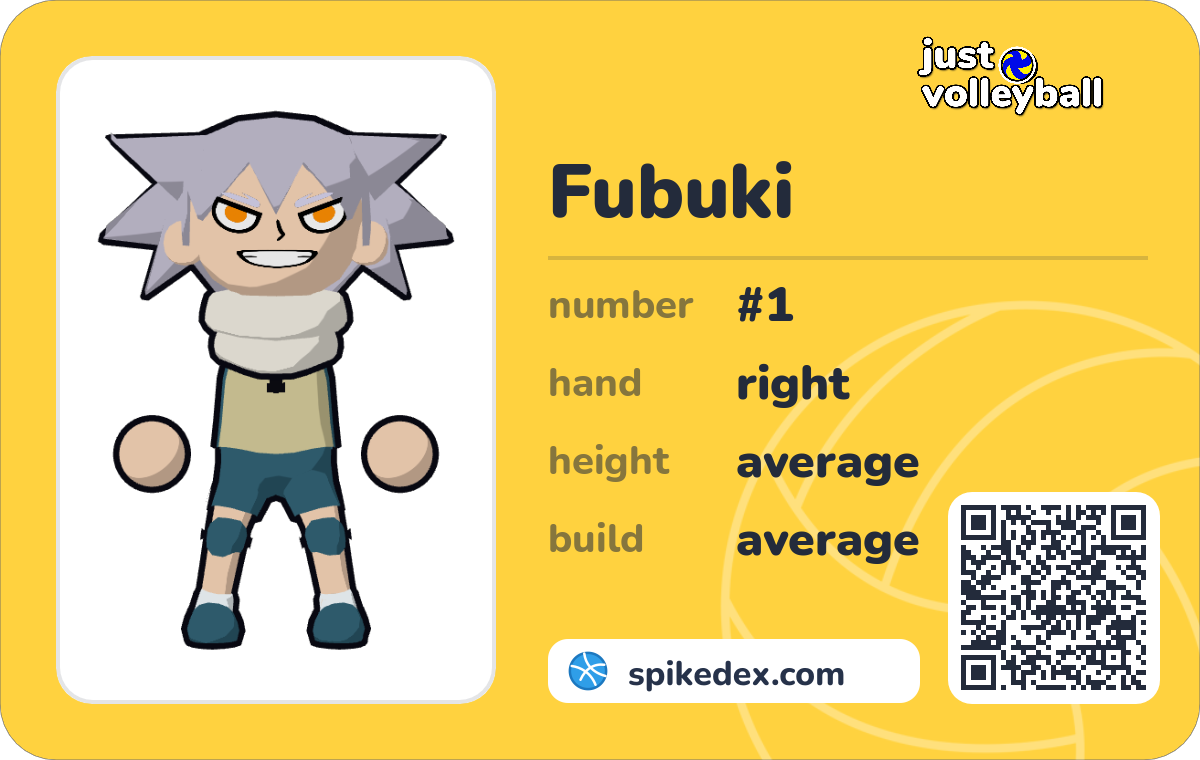 just
volleyball
Fubuki
number #1
hand right
height average
build average
spikedex.com